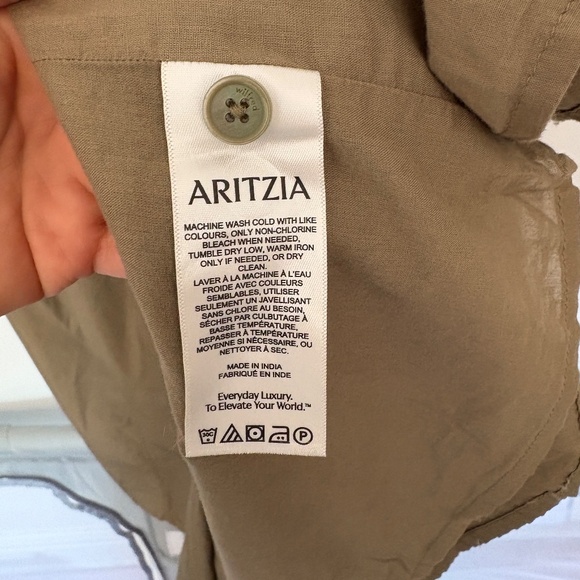 wilfred
ARITZIA
MACHINE WASH COLD WITH LIKE
COLOURS, ONLY NON-CHLORINE
BLEACH WHEN NEEDED,
TUMBLE DRY LOW, WARM IRON
ONLY IF NEEDED, OR DRY
CLEAN.
LAVER À LA MACHINE À L'EAU
FROIDE AVEC COULEURS
SEMBLABLES, UTILISER
SEULEMENT UN JAVELLISANT
SANS CHLORE AU BESOIN,
SÉCHER PAR CULBUTAGE À
BASSE TEMPÉRATURE,
REPASSER À TEMPÉRATURE
MOYENNE SI NÉCESSAIRE, OU
NETTOYER À SEC.
MADE IN INDIA
FABRIQUÉ EN INDE
Everyday Luxury.
To Elevate Your World.™
30C P